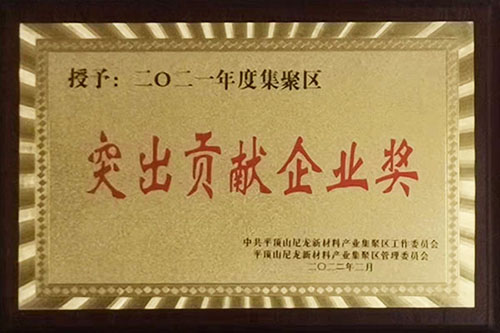 授予：二〇二一年度集聚区
突出贡献企业奖
中共平顶山尼龙新材料产业集聚区工作委员会
平顶山尼龙新材料产业集聚区管理委员会
二〇二二年二月